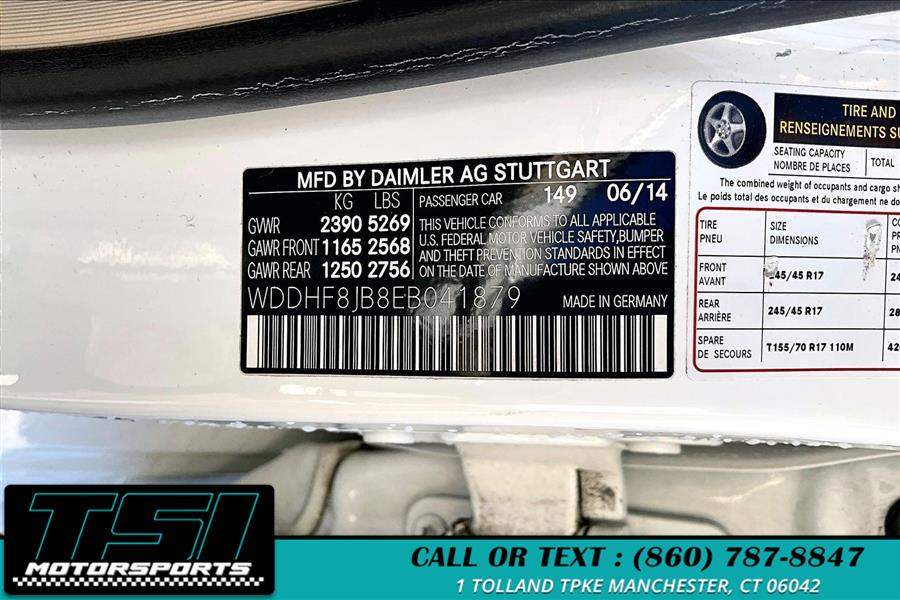 MFD BY DAIMLER AG STUTTGART
KG LBS PASSENGER CAR 149 06/14
GVWR 2390 5269
GAWR FRONT 1165 2568
GAWR REAR 1250 2756
THIS VEHICLE CONFORMS TO ALL APPLICABLE
U.S. FEDERAL MOTOR VEHICLE SAFETY,BUMPER
AND THEFT PREVENTION STANDARDS IN EFFECT
ON THE DATE OF MANUFACTURE SHOWN ABOVE
WDDHF8JB8EB041879 MADE IN GERMANY
TIRE AND
RENSEIGNEMENTS
SEATING CAPACITY
NOMBRE DE PLACES
TOTAL
The combined weight of occupants and cargo
Le poids total des occupants et du chargement ne
TIRE
PNEU
SIZE
DIMENSIONS
FRONT
AVANT
45/45 R17
REAR
ARRIÈRE
245/45 R17
SPARE
DE SECOURS
T155/70 R17 110M
TSI
MOTORSPORTS
CALL OR TEXT : (860) 787-8847
1 TOLLAND TPKE MANCHESTER, CT 06042